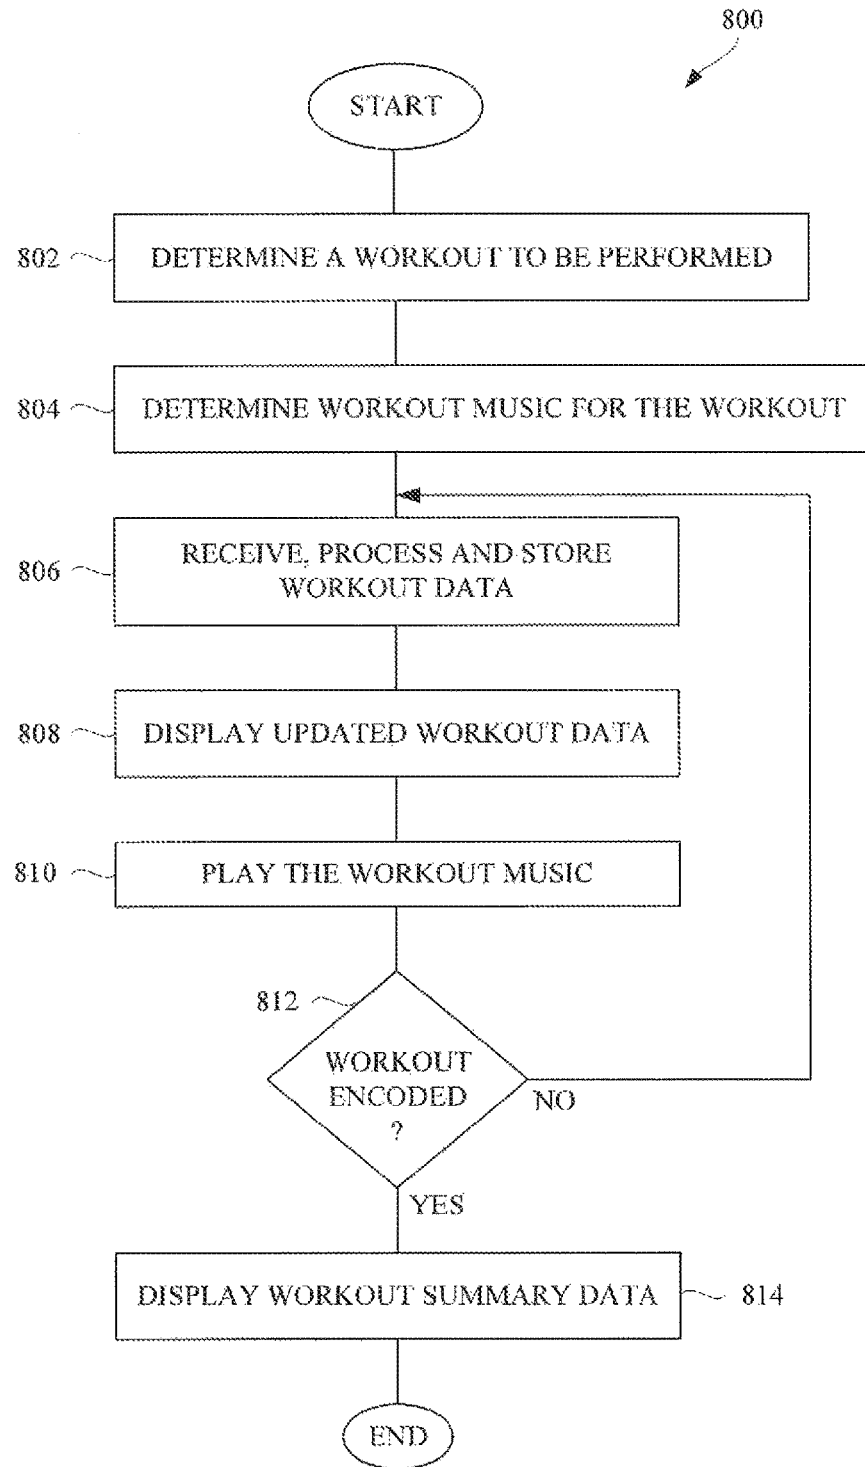 800
START
802
DETERMINE A WORKOUT TO BE PERFORMED
804
DETERMINE WORKOUT MUSIC FOR THE WORKOUT
806
RECEIVE, PROCESS AND STORE
WORKOUT DATA
808
DISPLAY UPDATED WORKOUT DATA
810
PLAY THE WORKOUT MUSIC
812
WORKOUT
ENCODED
?
NO
YES
DISPLAY WORKOUT SUMMARY DATA
814
END